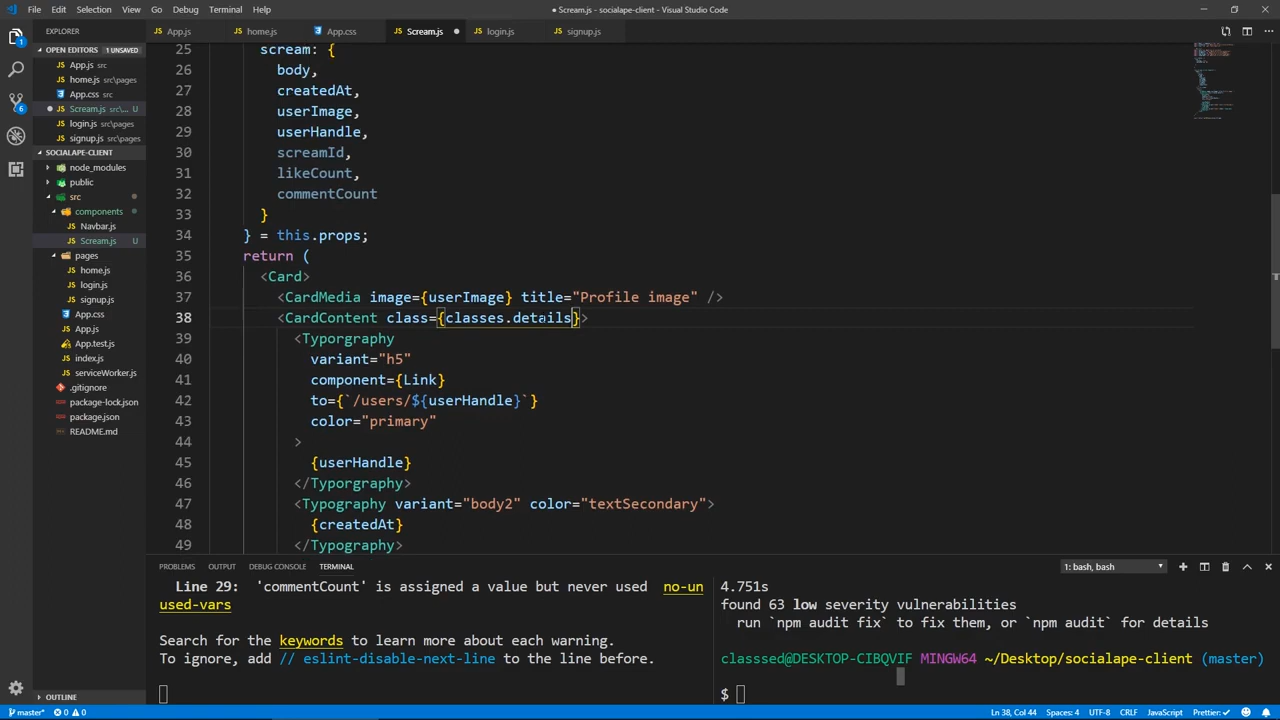 File Edit Selection View Go Debug Terminal Help
● Scream.js - socialape-client - Visual Studio Code
EXPLORER
App.js home.js App.css Scream.js ● login.js signup.js
OPEN EDITORS 1 UNSAVED
App.js src
home.js src\pages
App.css src
Scream.js src\... U
login.js src\pages
signup.js src\pages
SOCIALAPE-CLIENT
node_modules
public
src
components
Navbar.js
Scream.js U
pages
home.js
login.js
signup.js
App.css
App.js
App.test.js
index.js
serviceWorker.js
.gitignore
package-lock.json
package.json
README.md
OUTLINE
25 scream: {
26 body,
27 createdAt,
28 userImage,
29 userHandle,
30 screamId,
31 likeCount,
32 commentCount
33 }
34 } = this.props;
35 return (
36 <Card>
37 <CardMedia image={userImage} title="Profile image" />
38 <CardContent class={classes.details}>
39 <Typorgraphy
40 variant="h5"
41 component={Link}
42 to={`/users/${userHandle}`}
43 color="primary"
44 >
45 {userHandle}
46 </Typorgraphy>
47 <Typography variant="body2" color="textSecondary">
48 {createdAt}
49 </Typography>
PROBLEMS OUTPUT DEBUG CONSOLE TERMINAL
1: bash, bash
Line 29: 'commentCount' is assigned a value but never used no-un
used-vars
Search for the keywords to learn more about each warning.
To ignore, add // eslint-disable-next-line to the line before.
4.751s
found 63 low severity vulnerabilities
run `npm audit fix` to fix them, or `npm audit` for details
classsed@DESKTOP-CIBQVIF MINGW64 ~/Desktop/socialape-client (master)
$
master* 0 0
Ln 38, Col 44 Spaces: 4 UTF-8 CRLF JavaScript Prettier: ✓